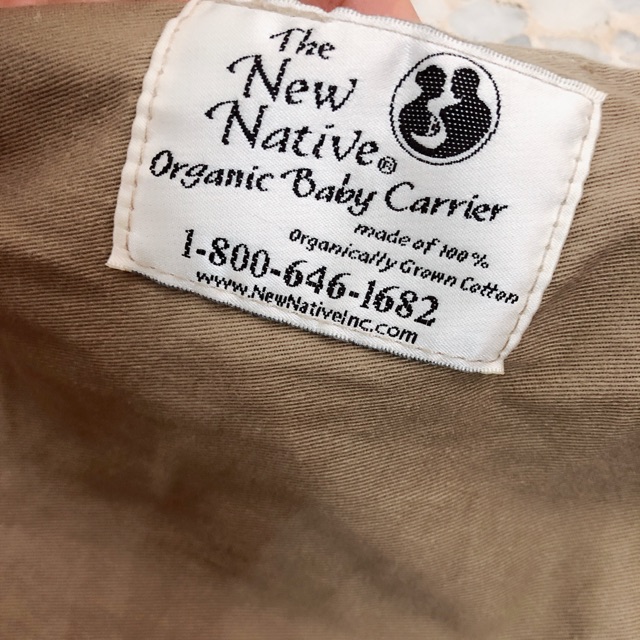 The
New
Native®
Organic Baby Carrier
made of 100%
Organically Grown Cotton
1-800-646-1682
www.NewNativeInc.com